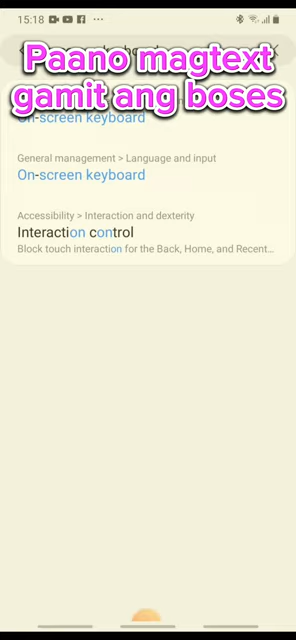 15:18
Paano magtext
gamit ang boses
On-screen keyboard
General management > Language and input
On-screen keyboard
Accessibility > Interaction and dexterity
Interaction control
Block touch interaction for the Back, Home, and Recent...